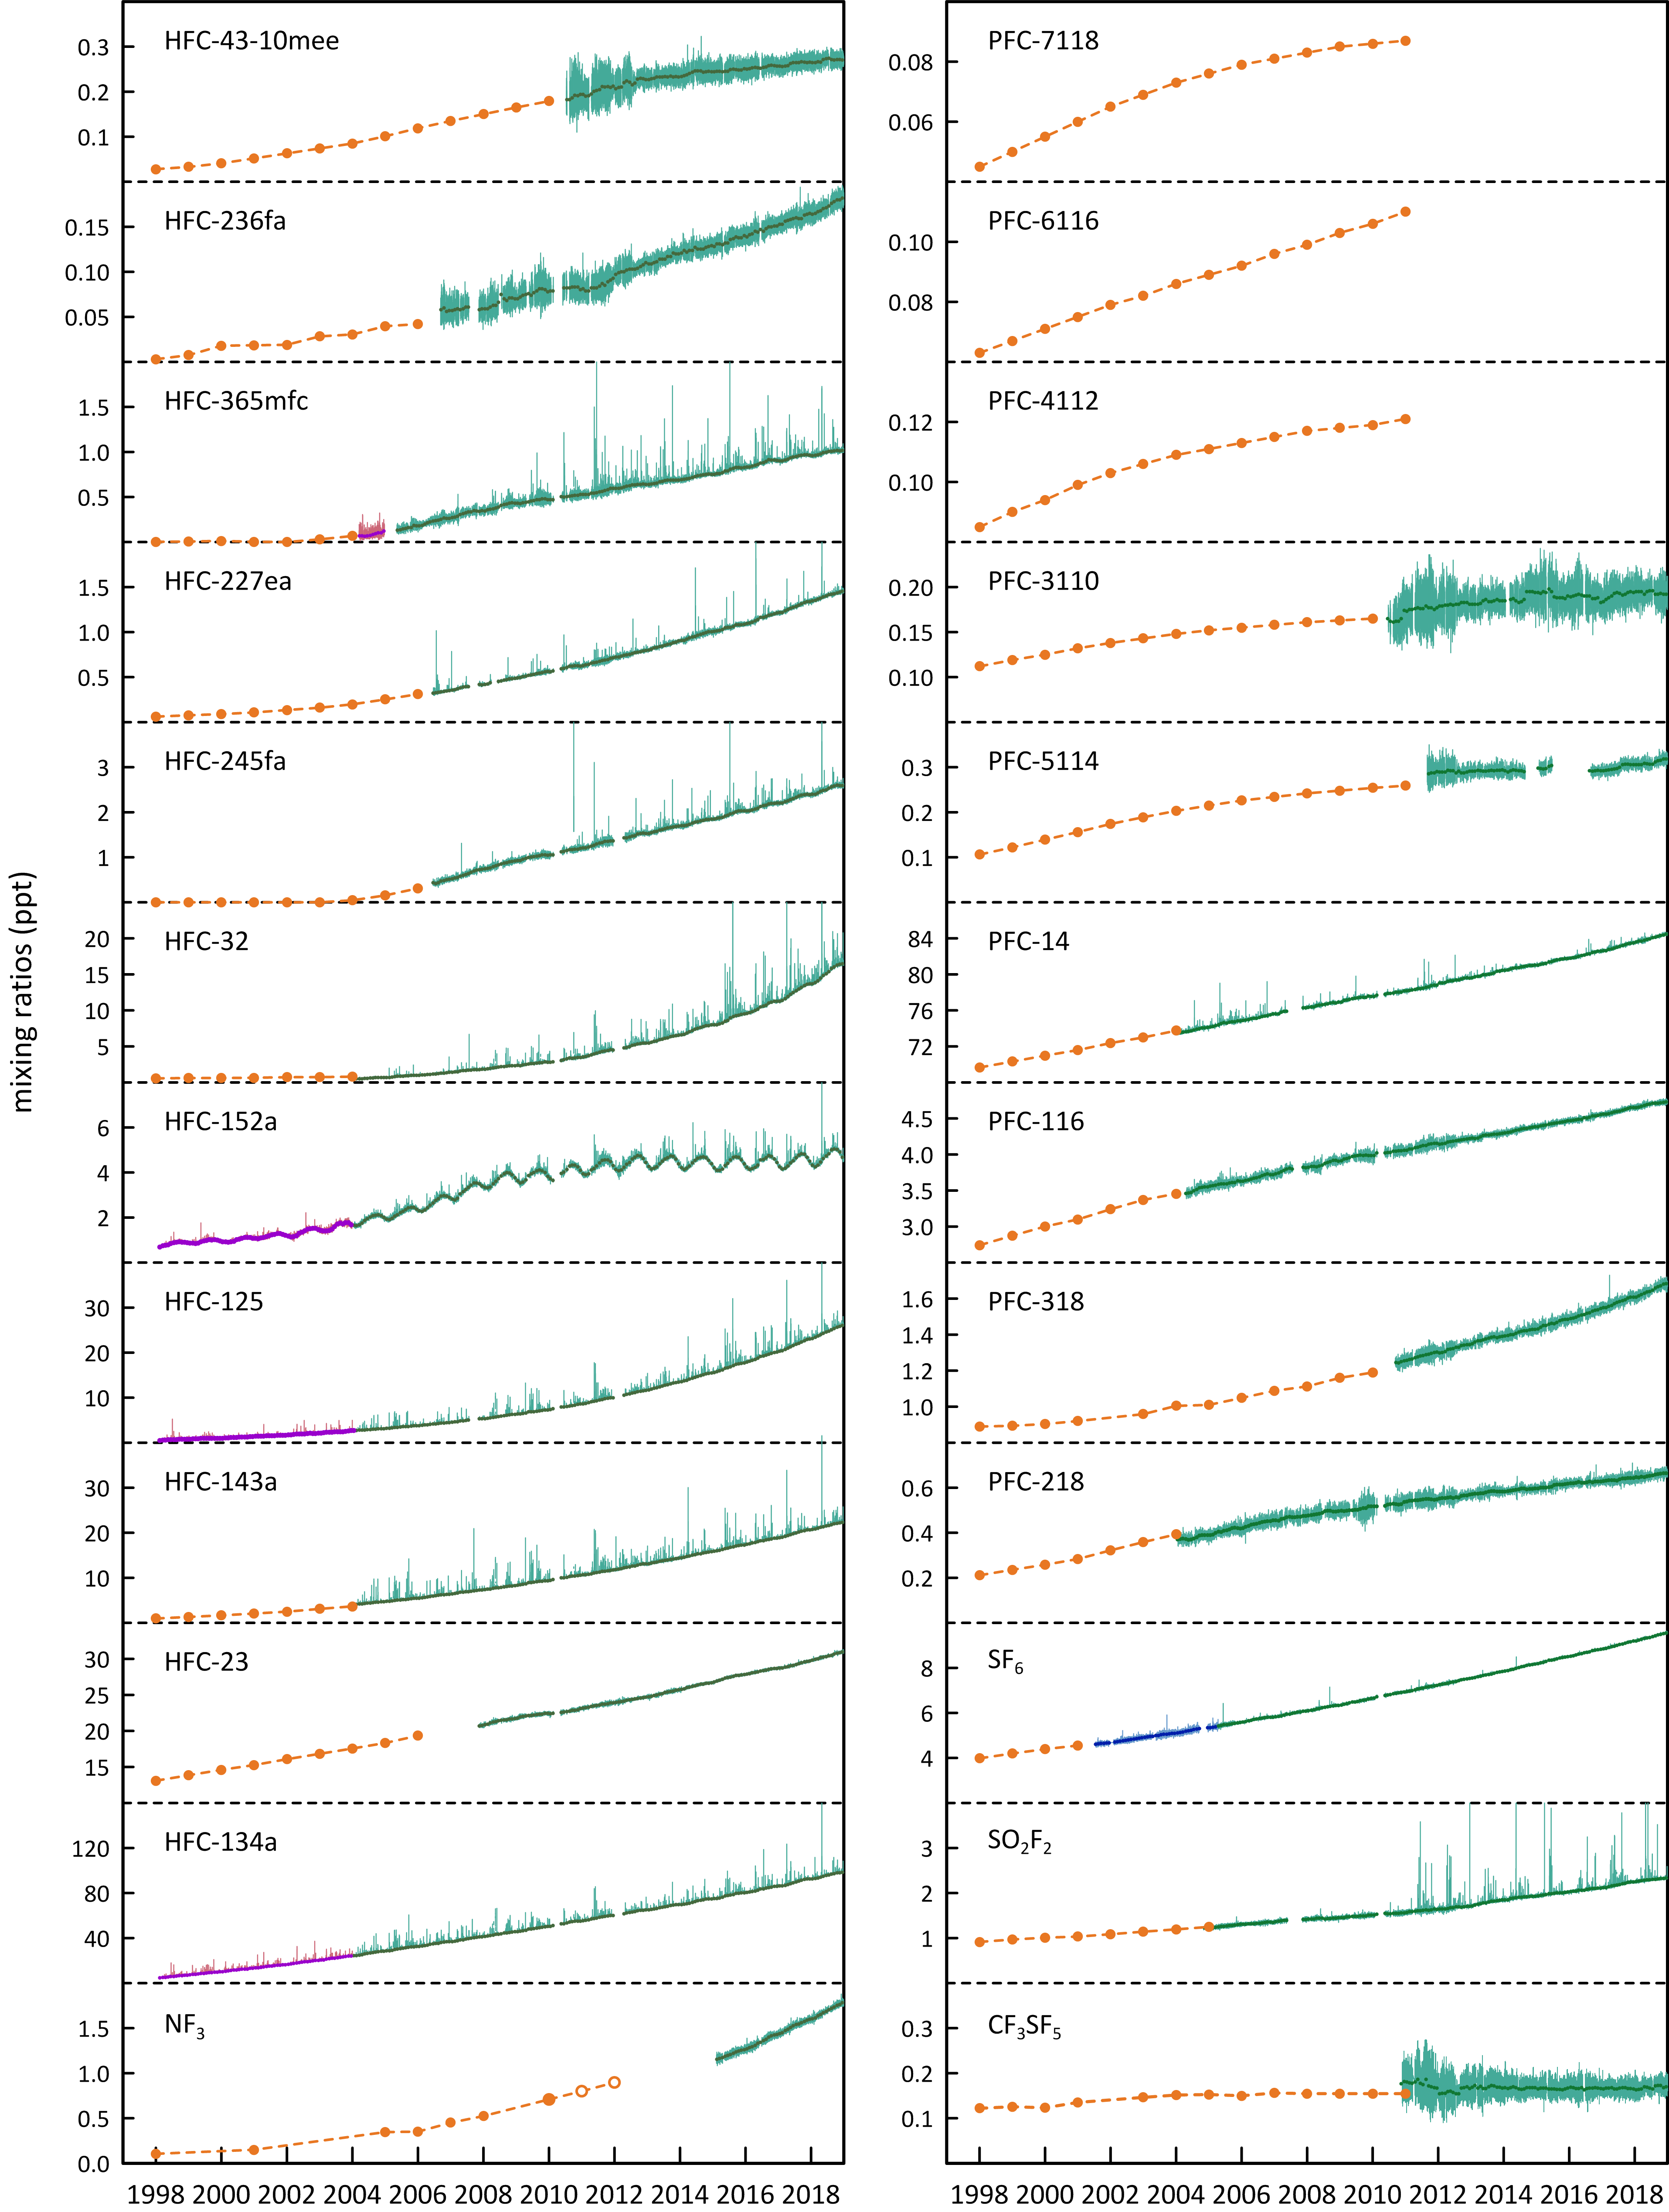 mixing ratios (ppt)
HFC-43-10mee
0.3
0.2
0.1
HFC-236fa
0.15
0.10
0.05
HFC-365mfc
1.5
1.0
0.5
HFC-227ea
1.5
1.0
0.5
HFC-245fa
3
2
1
HFC-32
20
15
10
5
HFC-152a
6
4
2
HFC-125
30
20
10
HFC-143a
30
20
10
HFC-23
30
25
20
15
HFC-134a
120
80
40
NF₃
1.5
1.0
0.5
0.0
1998 2000 2002 2004 2006 2008 2010 2012 2014 2016 2018
PFC-7118
0.08
0.06
PFC-6116
0.10
0.08
PFC-4112
0.12
0.10
PFC-3110
0.20
0.15
0.10
PFC-5114
0.3
0.2
0.1
PFC-14
84
80
76
72
PFC-116
4.5
4.0
3.5
3.0
PFC-318
1.6
1.4
1.2
1.0
PFC-218
0.6
0.4
0.2
SF₆
8
6
4
SO₂F₂
3
2
1
CF₃SF₅
0.3
0.2
0.1
1998 2000 2002 2004 2006 2008 2010 2012 2014 2016 2018